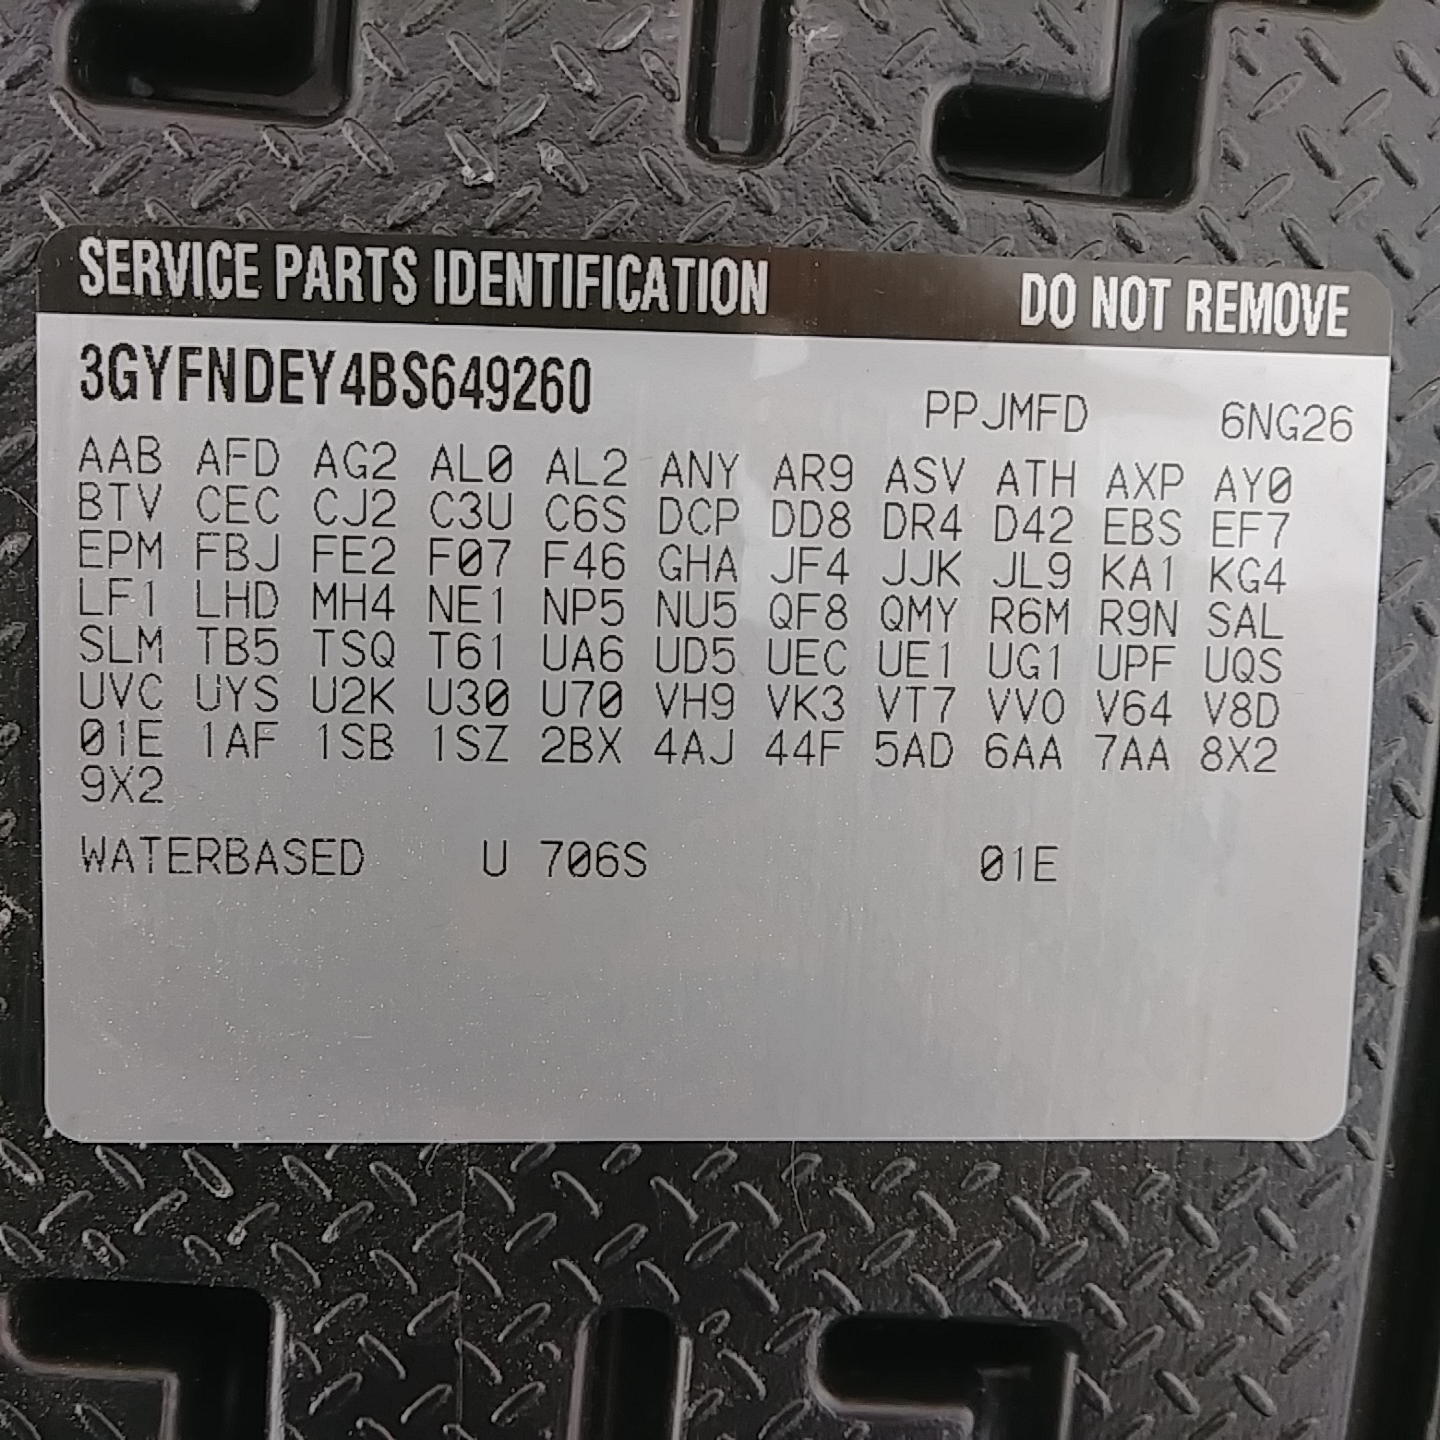 SERVICE PARTS IDENTIFICATION DO NOT REMOVE
3GYFNDEY4BS649260 PPJMFD 6NG26
AAB AFD AG2 AL0 AL2 ANY AR9 ASV ATH AXP AY0
BTV CEC CJ2 C3U C6S DCP DD8 DR4 D42 EBS EF7
EPM FBJ FE2 F07 F46 GHA JF4 JJK JL9 KA1 KG4
LF1 LHD MH4 NE1 NP5 NU5 QF8 QMY R6M R9N SAL
SLM TB5 TSQ T61 UA6 UD5 UEC UE1 UG1 UPF UQS
UVC UYS U2K U30 U70 VH9 VK3 VT7 VVO V64 V8D
01E 1AF 1SB 1SZ 2BX 4AJ 44F 5AD 6AA 7AA 8X2
9X2
WATERBASED U 706S 01E